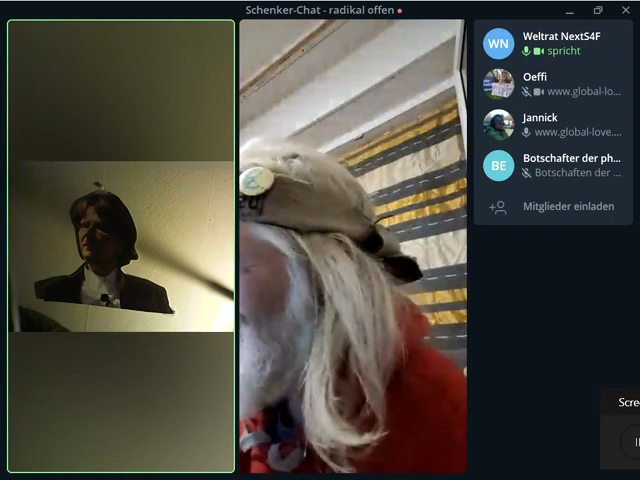 Schenker-Chat - radikal offen
WN
Weltrat NextS4F
spricht
Oeffi
www.global-lo...
Jannick
www.global-love....
BE
Botschafter der ph...
Botschaften der ...
Mitglieder einladen
Scre